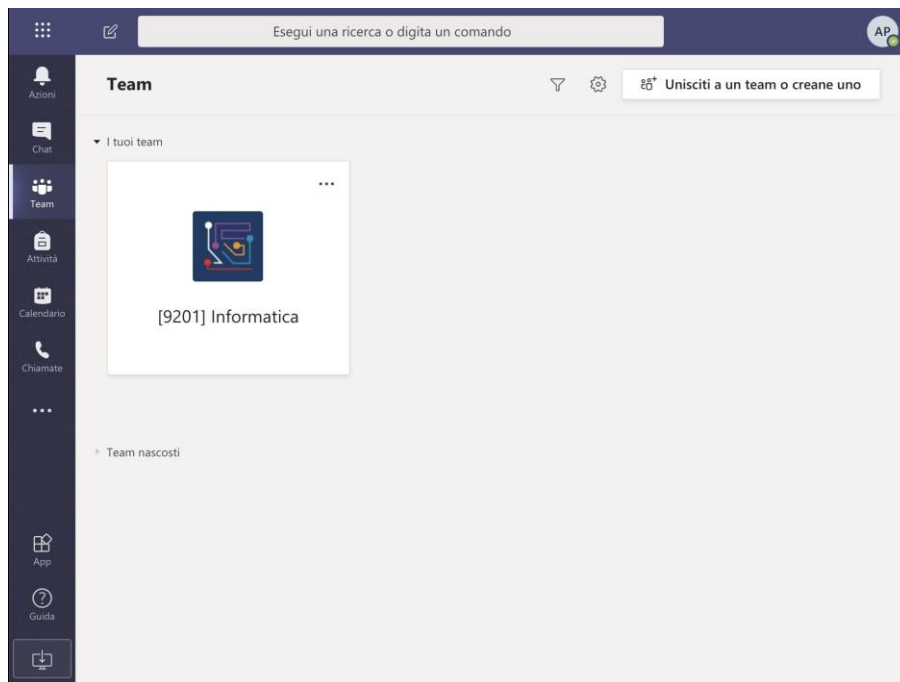 Esegui una ricerca o digita un comando
AP
Azioni
Chat
Team
Attività
Calendario
Chiamate
App
Guida
Team
Unisciti a un team o creane uno
I tuoi team
[9201] Informatica
Team nascosti